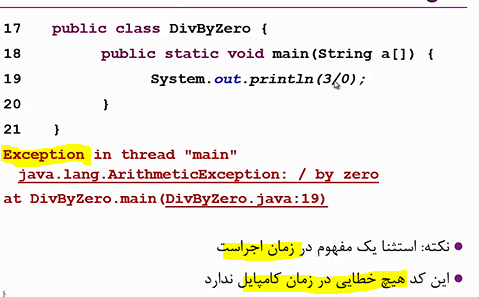 17 public class DivByZero {
18 public static void main(String a[]) {
19 System.out.println(3/0);
20 }
21 }
Exception in thread "main"
java.lang.ArithmeticException: / by zero
at DivByZero.main(DivByZero.java:19)
● نکته: استثنا یک مفهوم در زمان اجراست
● این کد هیچ خطایی در زمان کامپایل ندارد